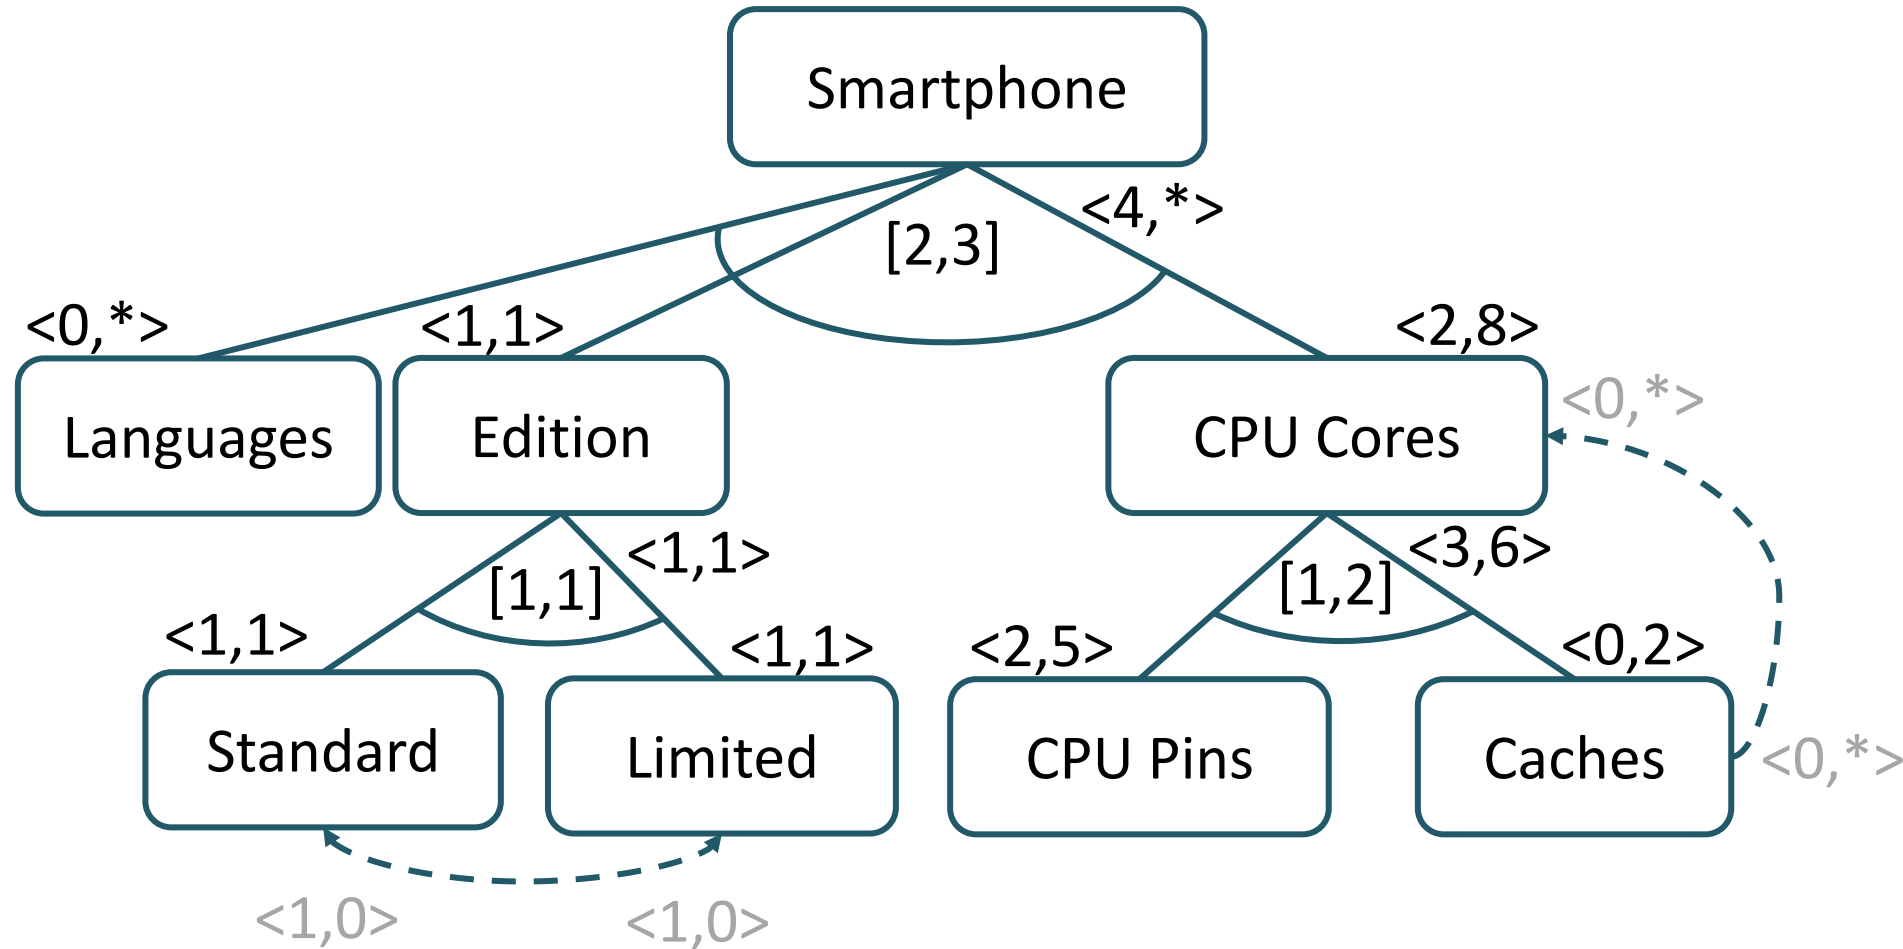 Smartphone
<4,*>
[2,3]
<0,*>
<1,1>
<2,8>
Languages
Edition
CPU Cores
<0,*>
<1,1>
<3,6>
[1,1]
[1,2]
<1,1>
<1,1>
<2,5>
<0,2>
Standard
Limited
CPU Pins
Caches
<0,*>
<1,0>
<1,0>